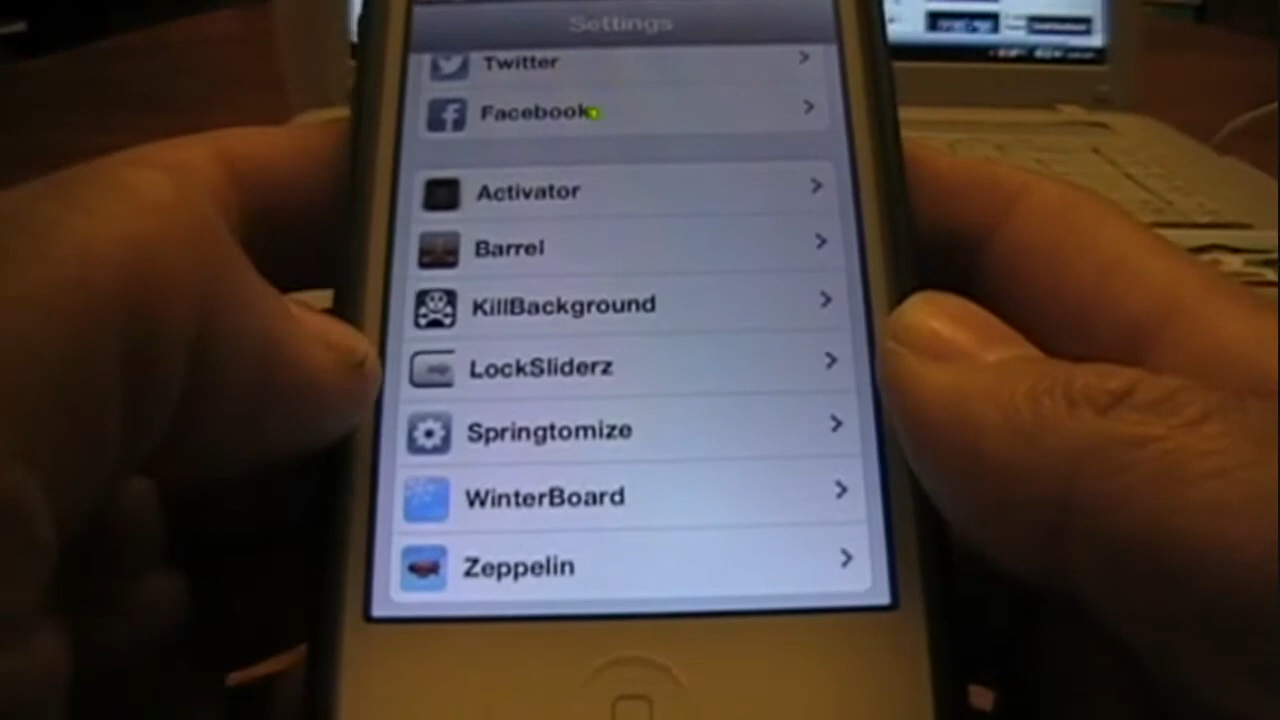 Settings
Twitter
Facebook
Activator
Barrel
KillBackground
LockSliderz
Springtomize
WinterBoard
Zeppelin